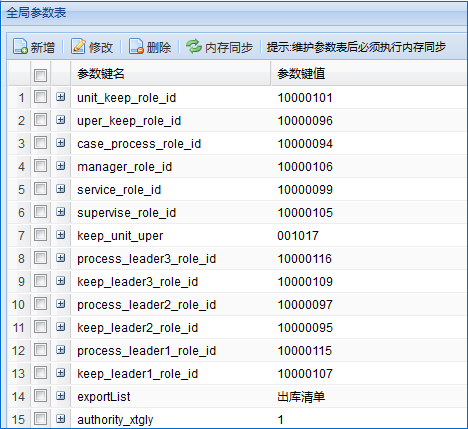 全局参数表
新增 修改 删除 内存同步 提示:维护参数表后必须执行内存同步
参数键名 参数键值
1 unit_keep_role_id 10000101
2 uper_keep_role_id 10000096
3 case_process_role_id 10000094
4 manager_role_id 10000106
5 service_role_id 10000099
6 supervise_role_id 10000105
7 keep_unit_uper 001017
8 process_leader3_role_id 10000116
9 keep_leader3_role_id 10000109
10 process_leader2_role_id 10000097
11 keep_leader2_role_id 10000095
12 process_leader1_role_id 10000115
13 keep_leader1_role_id 10000107
14 exportList 出库清单
15 authority_xtgly 1